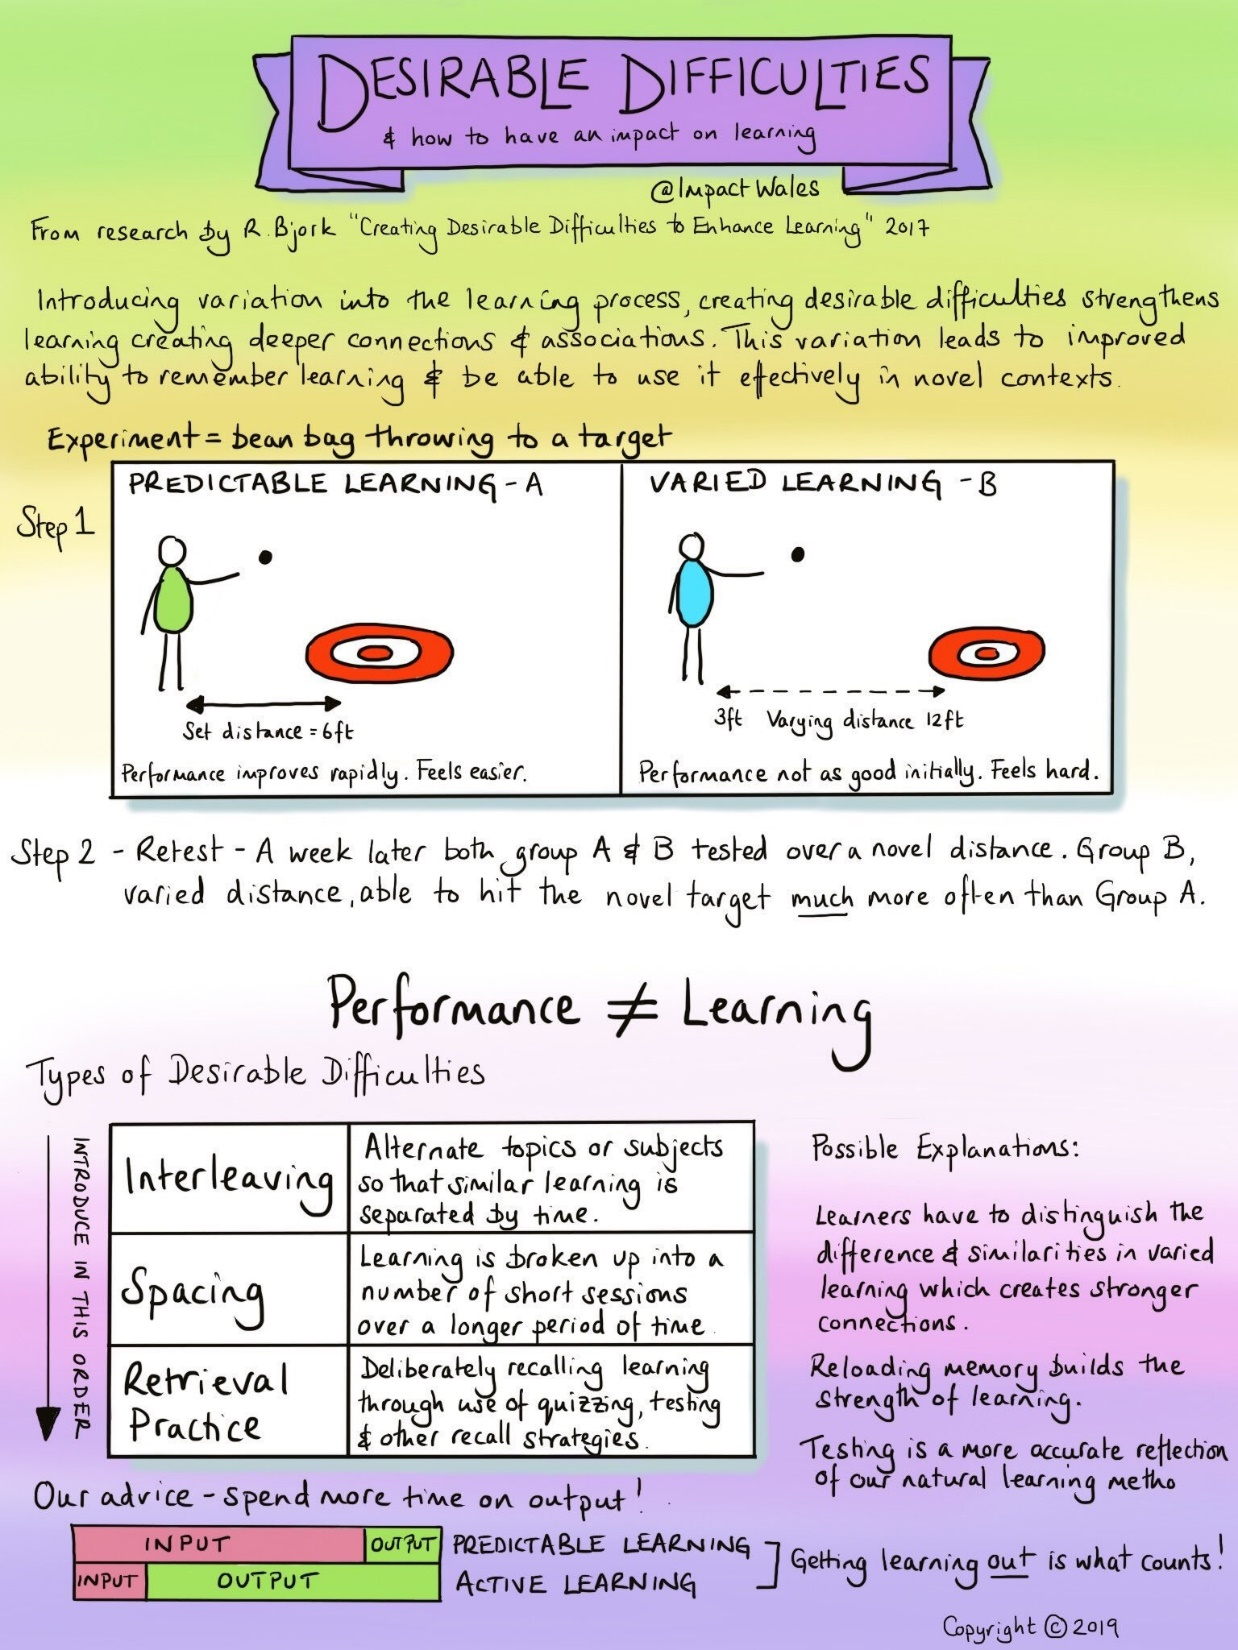 DESIRABLE DIFFICULTIES
& how to have an impact on learning
@ImpactWales
From research by R. Bjork "Creating Desirable Difficulties to Enhance Learning" 2017
Introducing variation into the learning process, creating desirable difficulties strengthens
learning creating deeper connections & associations. This variation leads to improved
ability to remember learning & be able to use it effectively in novel contexts.
Experiment = bean bag throwing to a target
Step 1
PREDICTABLE LEARNING - A
Set distance = 6ft
Performance improves rapidly. Feels easier.
VARIED LEARNING - B
3ft Varying distance 12ft
Performance not as good initially. Feels hard.
Step 2 - Retest - A week later both group A & B tested over a novel distance. Group B,
varied distance, able to hit the novel target much more often than Group A.
Performance ≠ Learning
Types of Desirable Difficulties
INTRODUCE IN THIS ORDER
Interleaving
Alternate topics or subjects
so that similar learning is
separated by time.
Spacing
Learning is broken up into a
number of short sessions
over a longer period of time.
Retrieval
Practice
Deliberately recalling learning
through use of quizzing, testing
& other recall strategies.
Possible Explanations:
Learners have to distinguish the
difference & similarities in varied
learning which creates stronger
connections.
Reloading memory builds the
strength of learning.
Testing is a more accurate reflection
of our natural learning metho
Our advice - spend more time on output!
INPUT OUTPUT PREDICTABLE LEARNING
INPUT OUTPUT ACTIVE LEARNING
Getting learning out is what counts!
Copyright © 2019